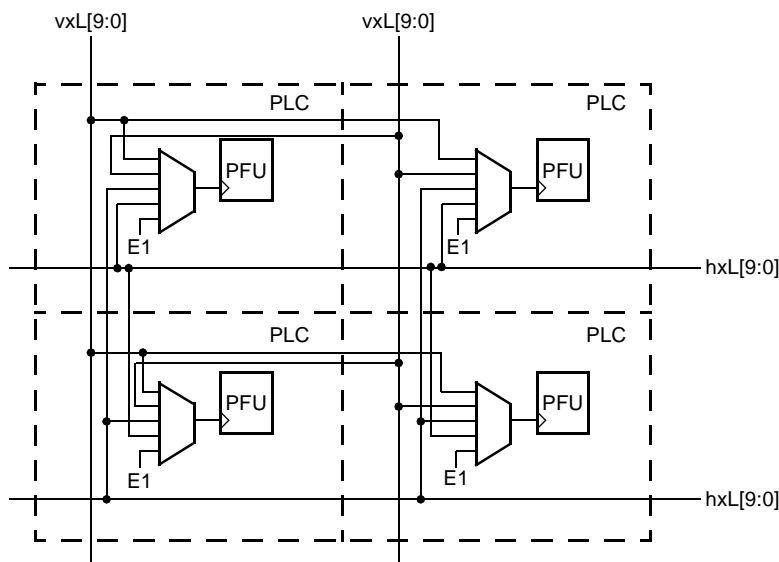 vxL[9:0] vxL[9:0]
PLC PLC
PFU PFU
E1 E1
hxL[9:0]
PLC PLC
PFU PFU
E1 E1
hxL[9:0]